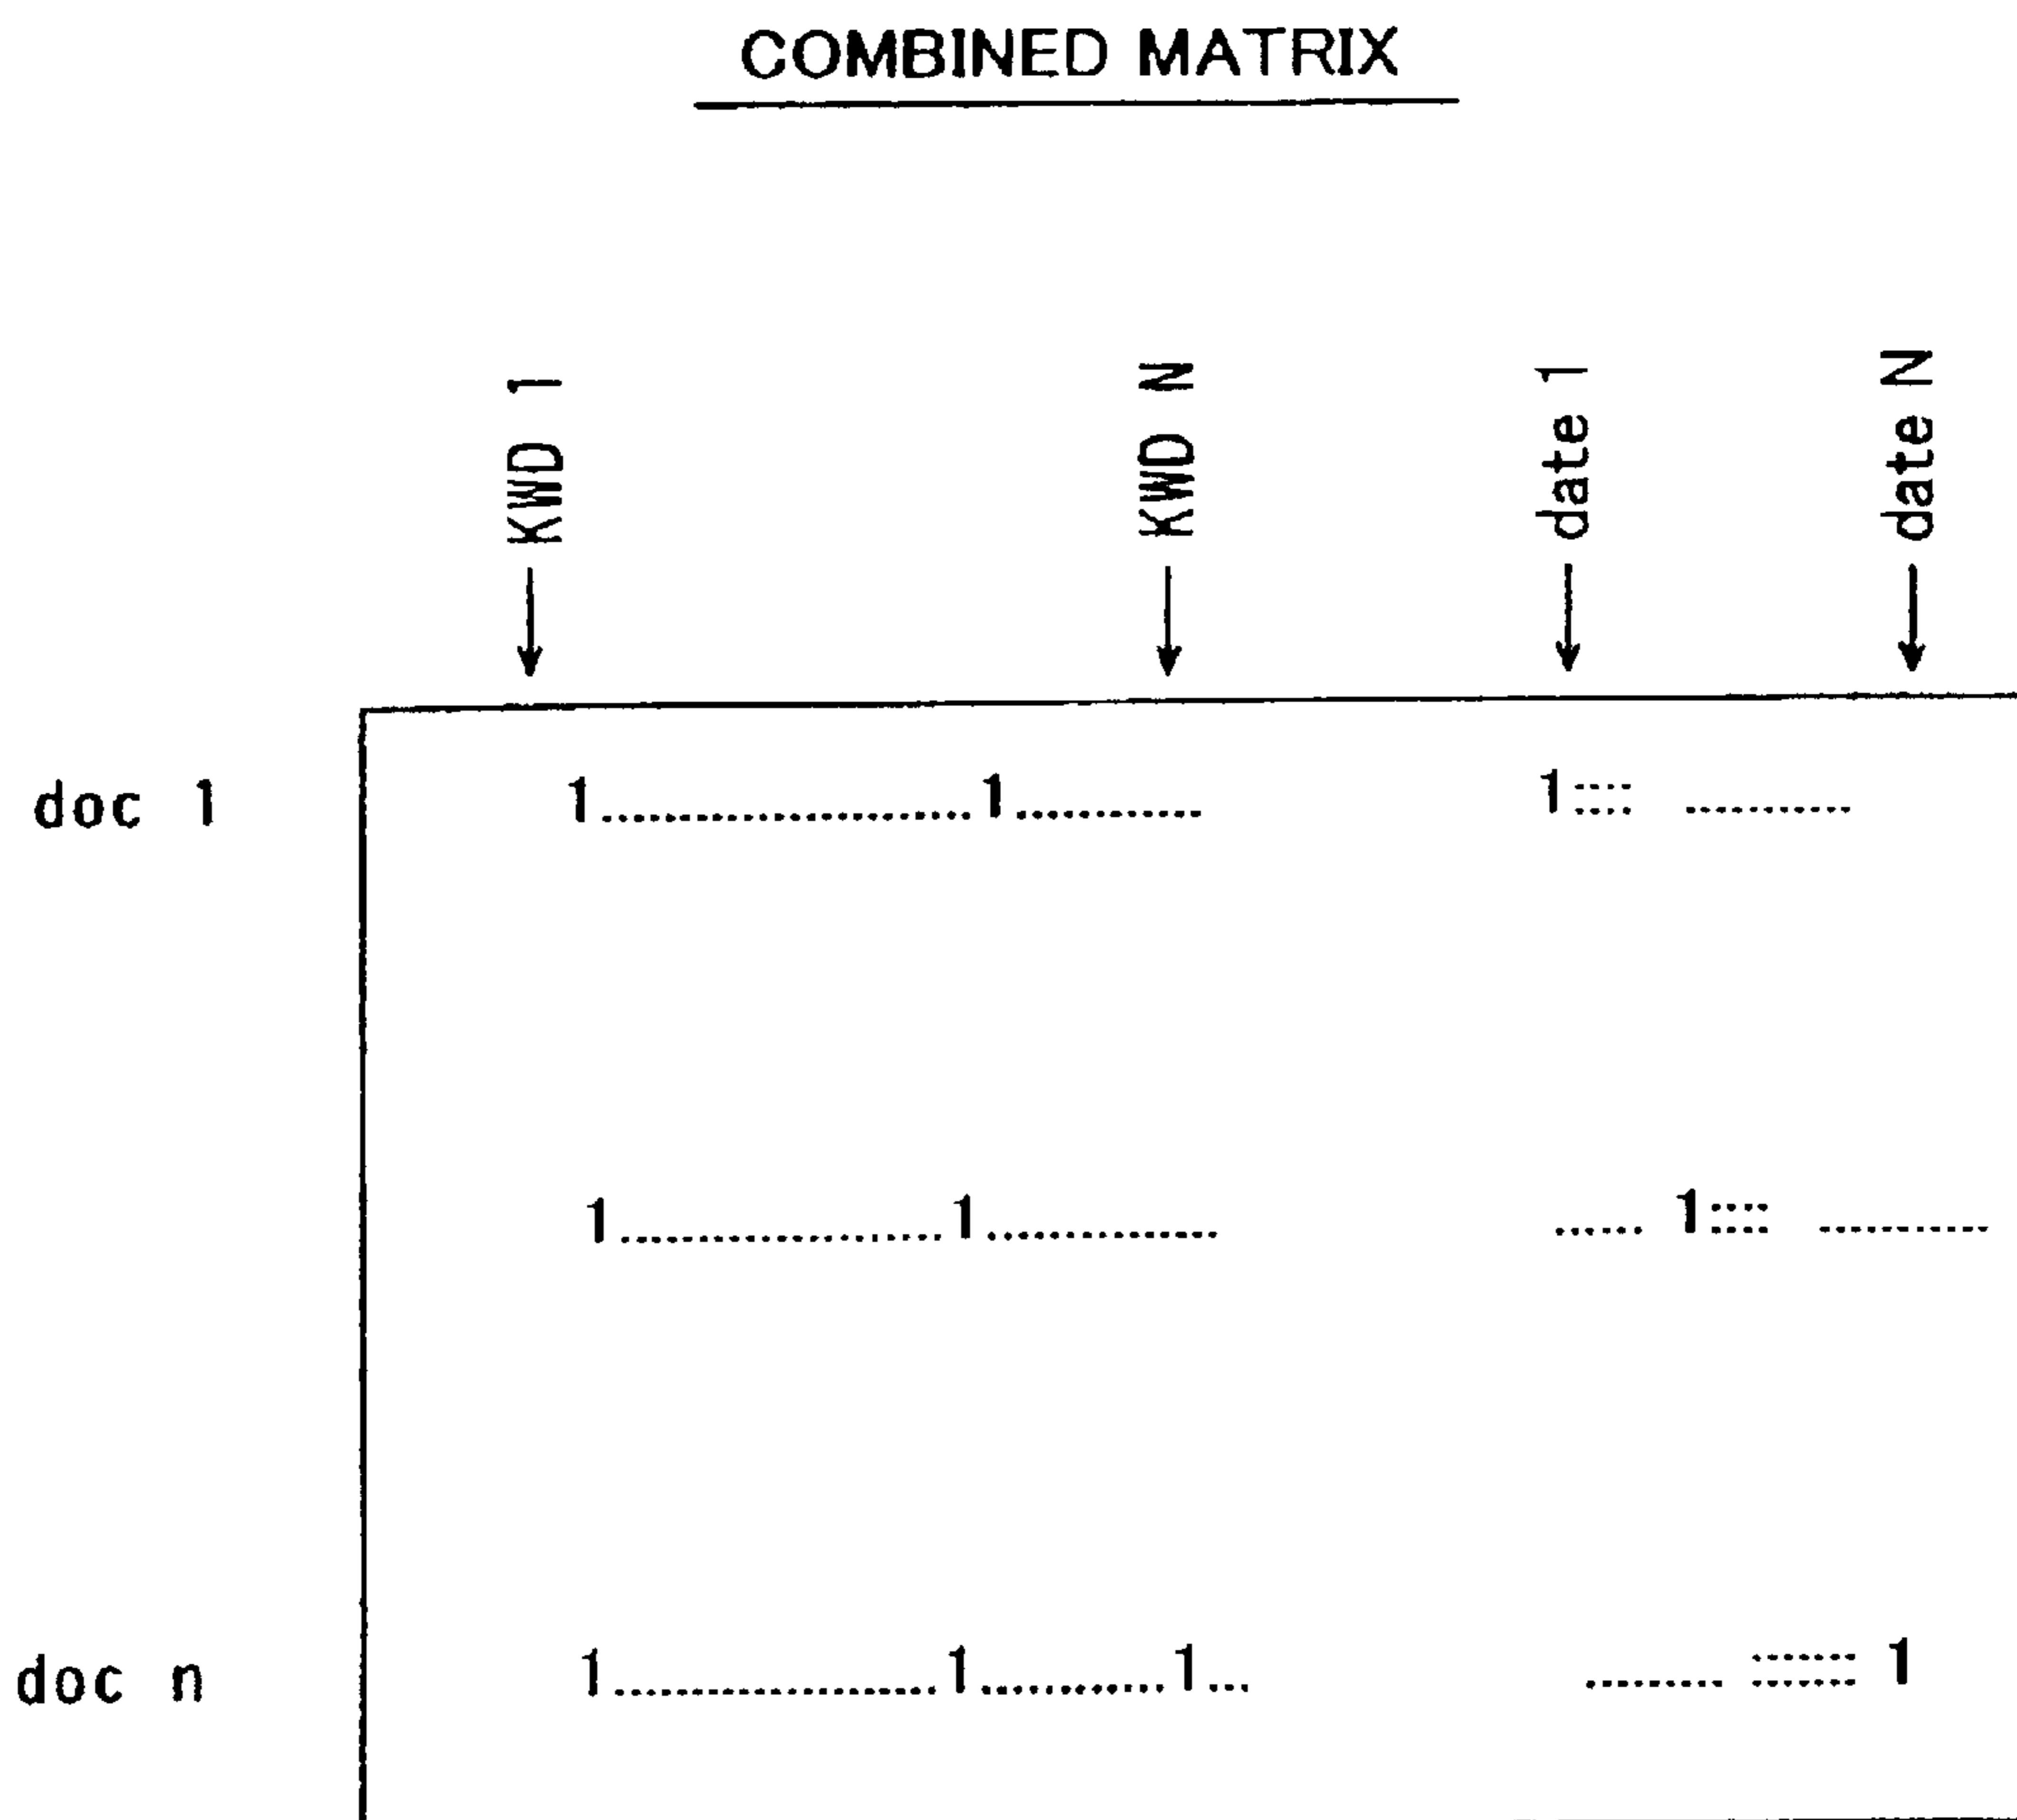 COMBINED MATRIX
KWD 1 KWD N date 1 date N
doc 1 1.......................1............ 1:::: ...........
1.....................1............... ...... 1:::: ...........
doc n 1.....................1............1... ......... ::::::: 1